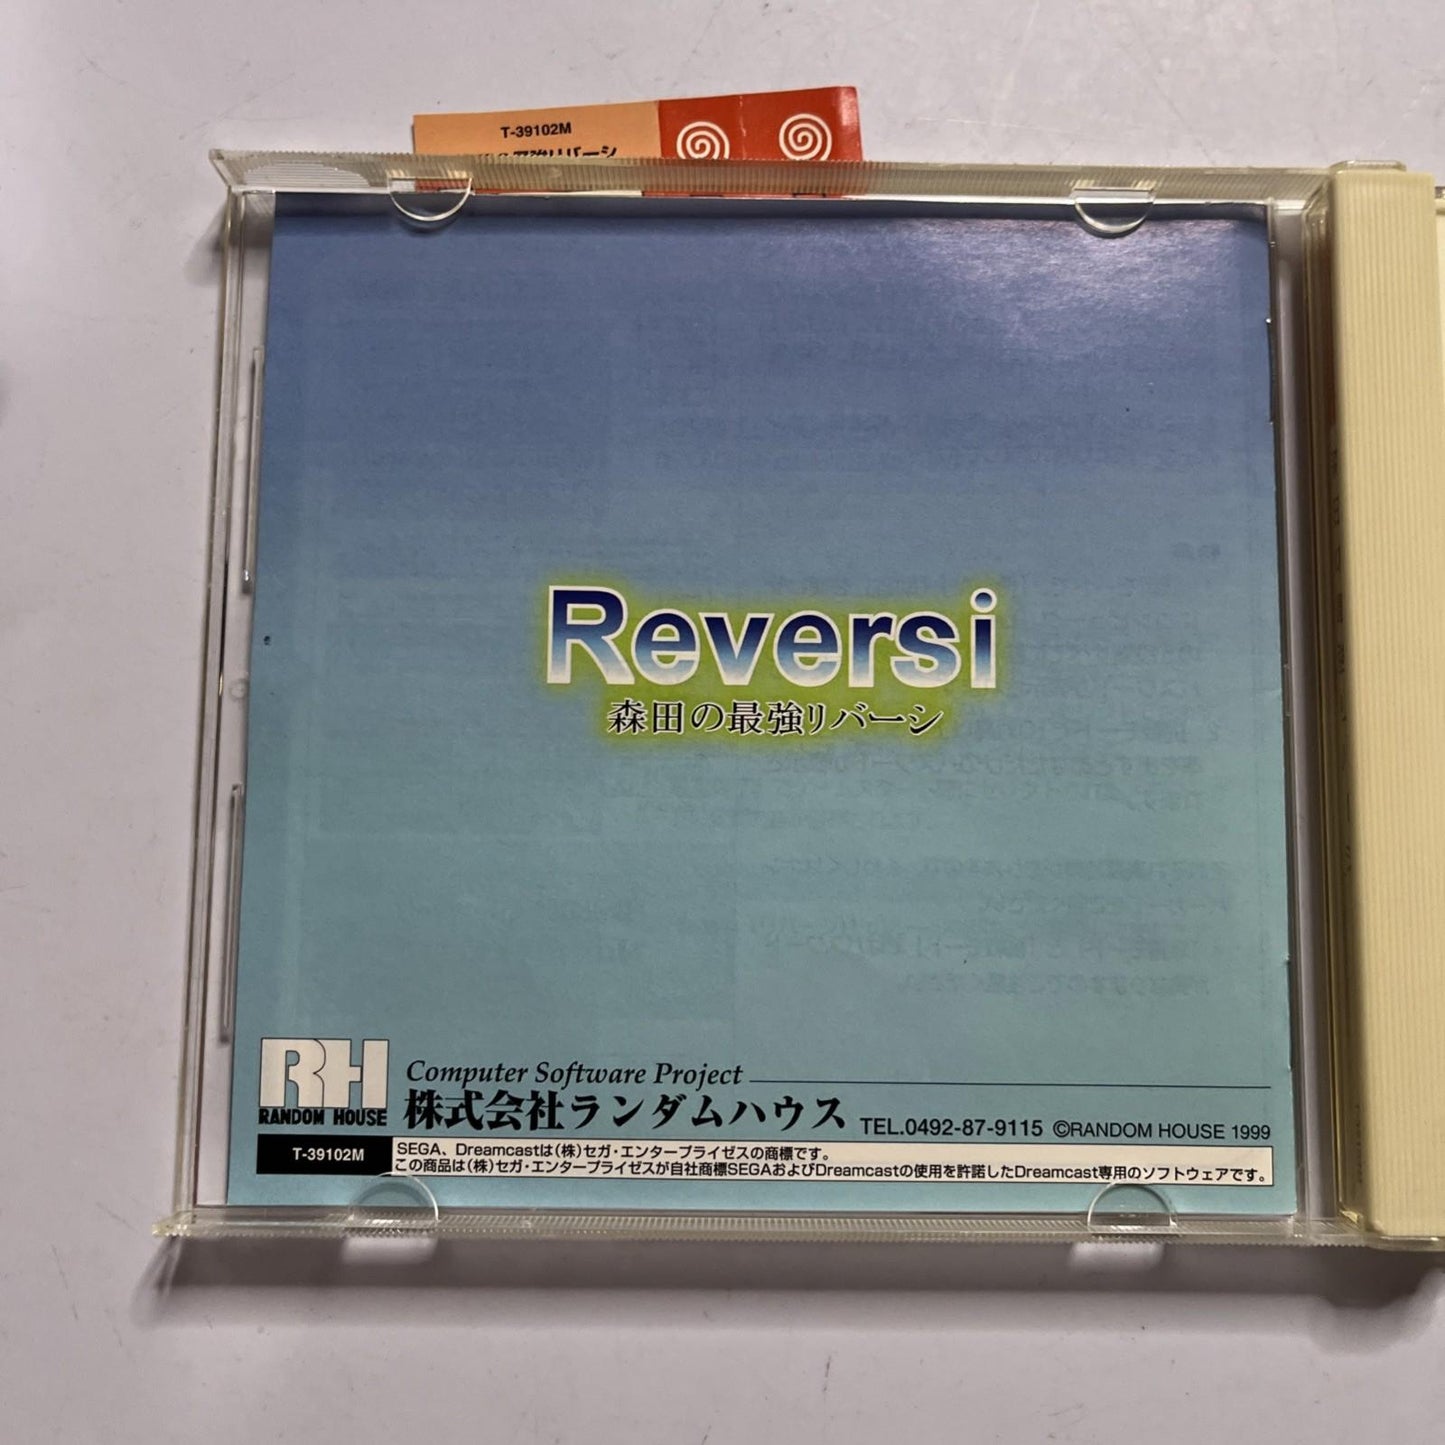 T-39102M
最強リバーシ
Reversi
森田の最強リバーシ
RH
RANDOM HOUSE
Computer Software Project
株式会社ランダムハウス TEL.0492-87-9115 ©RANDOM HOUSE 1999
T-39102M
SEGA、Dreamcastは(株)セガ・エンタープライゼスの商標です。
この商品は(株)セガ・エンタープライゼスが自社商標SEGAおよびDreamcastの使用を許諾したDreamcast専用のソフトウェアです。